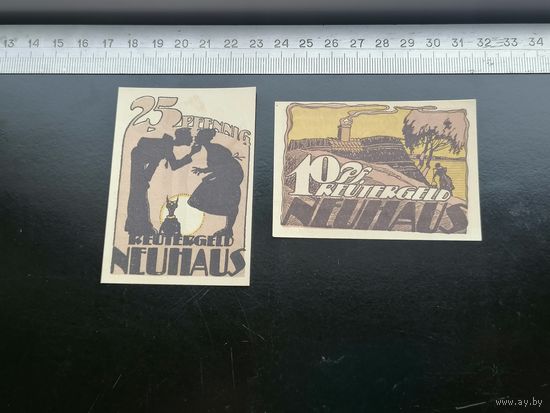 13 14 15 16 17 18 19 20 21 22 23 24 25 26 27 28 29 30 31 32 33 34
25
PFENNIG
REUTERGELD
NEUHAUS
10 Pf.
REUTERGELD
NEUHAUS
www.ay.by